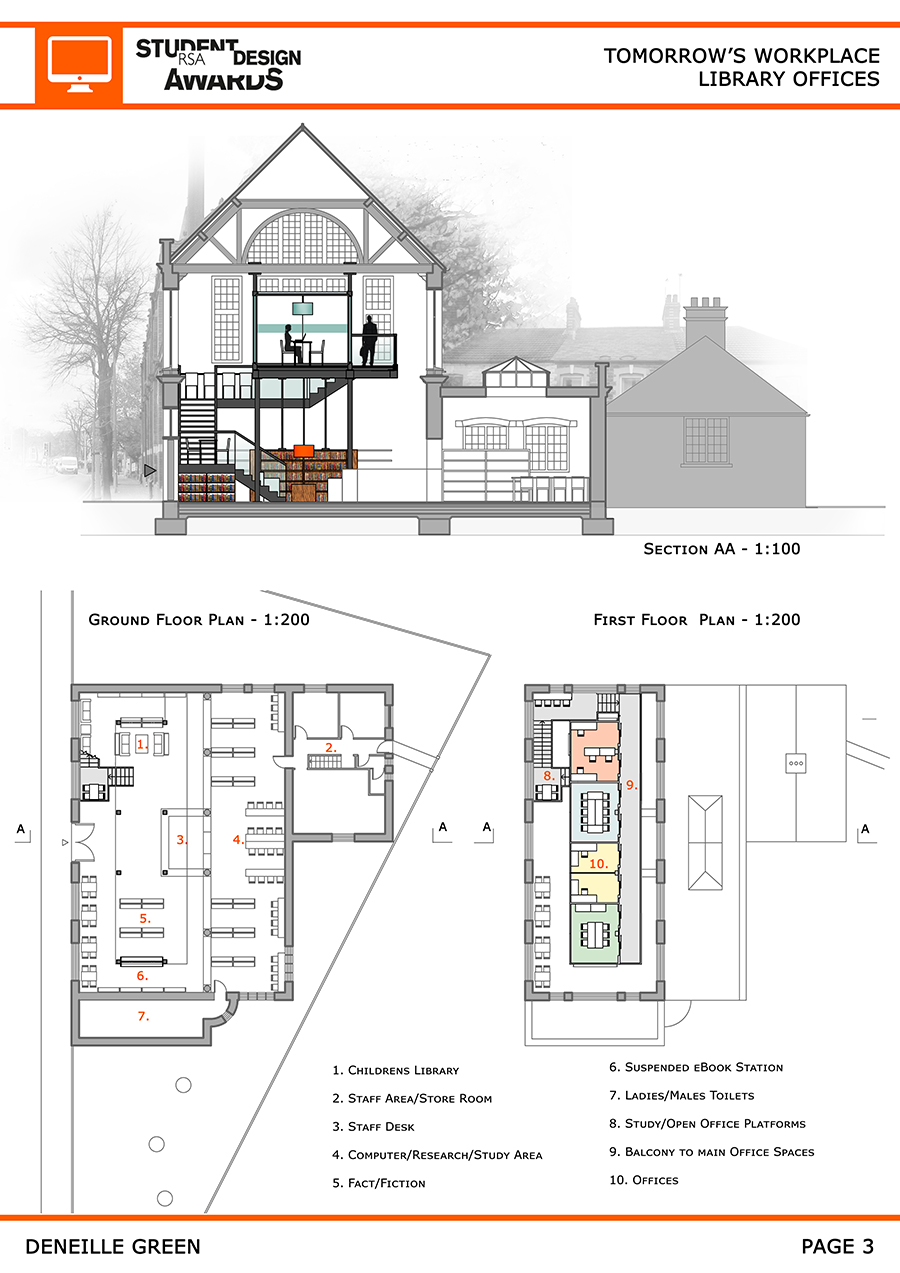 STUDENT
RSA DESIGN
AWARDS
TOMORROW'S WORKPLACE
LIBRARY OFFICES
SECTION AA - 1:100
GROUND FLOOR PLAN - 1:200
FIRST FLOOR PLAN - 1:200
1.
2.
A
3.
4.
A
5.
6.
7.
8.
9.
A
10.
A
1. CHILDRENS LIBRARY
2. STAFF AREA/STORE ROOM
3. STAFF DESK
4. COMPUTER/RESEARCH/STUDY AREA
5. FACT/FICTION
6. SUSPENDED EBOOK STATION
7. LADIES/MALES TOILETS
8. STUDY/OPEN OFFICE PLATFORMS
9. BALCONY TO MAIN OFFICE SPACES
10. OFFICES
DENEILLE GREEN
PAGE 3